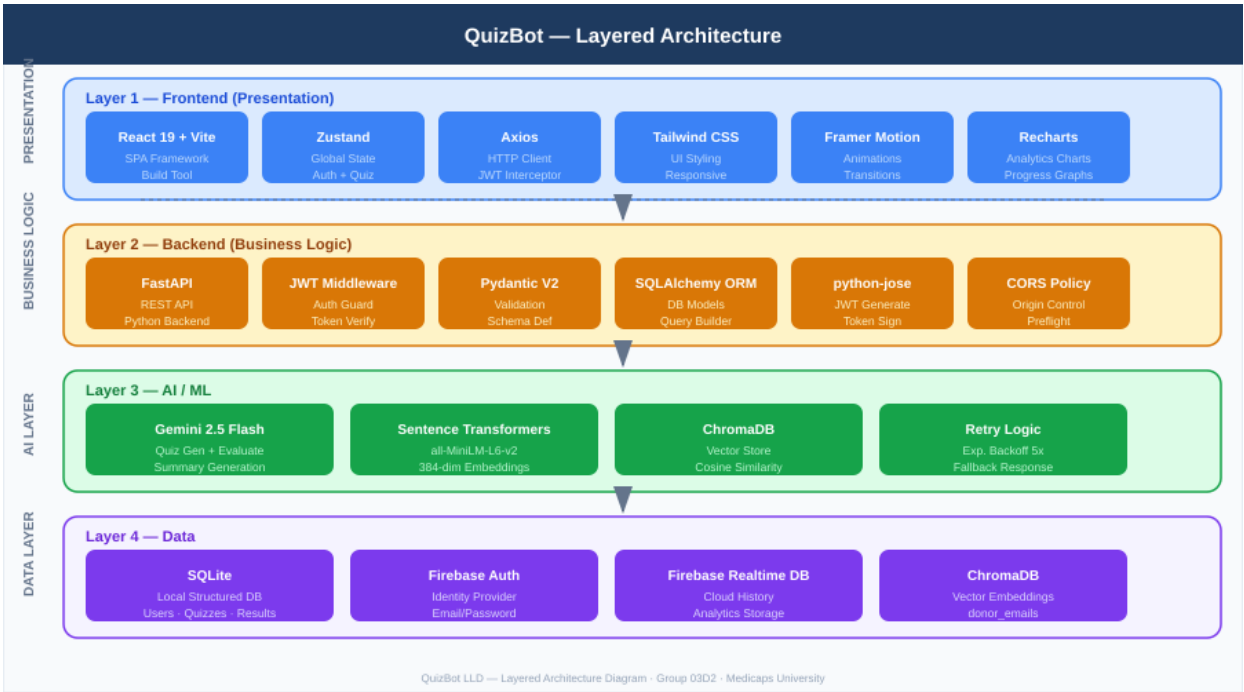 QuizBot — Layered Architecture
PRESENTATION
Layer 1 — Frontend (Presentation)
React 19 + Vite
SPA Framework
Build Tool
Zustand
Global State
Auth + Quiz
Axios
HTTP Client
JWT Interceptor
Tailwind CSS
UI Styling
Responsive
Framer Motion
Animations
Transitions
Recharts
Analytics Charts
Progress Graphs
BUSINESS LOGIC
Layer 2 — Backend (Business Logic)
FastAPI
REST API
Python Backend
JWT Middleware
Auth Guard
Token Verify
Pydantic V2
Validation
Schema Def
SQLAlchemy ORM
DB Models
Query Builder
python-jose
JWT Generate
Token Sign
CORS Policy
Origin Control
Preflight
AI LAYER
Layer 3 — AI / ML
Gemini 2.5 Flash
Quiz Gen + Evaluate
Summary Generation
Sentence Transformers
all-MiniLM-L6-v2
384-dim Embeddings
ChromaDB
Vector Store
Cosine Similarity
Retry Logic
Exp. Backoff 5x
Fallback Response
DATA LAYER
Layer 4 — Data
SQLite
Local Structured DB
Users · Quizzes · Results
Firebase Auth
Identity Provider
Email/Password
Firebase Realtime DB
Cloud History
Analytics Storage
ChromaDB
Vector Embeddings
donor_emails
QuizBot LLD — Layered Architecture Diagram · Group 03D2 · Medicaps University